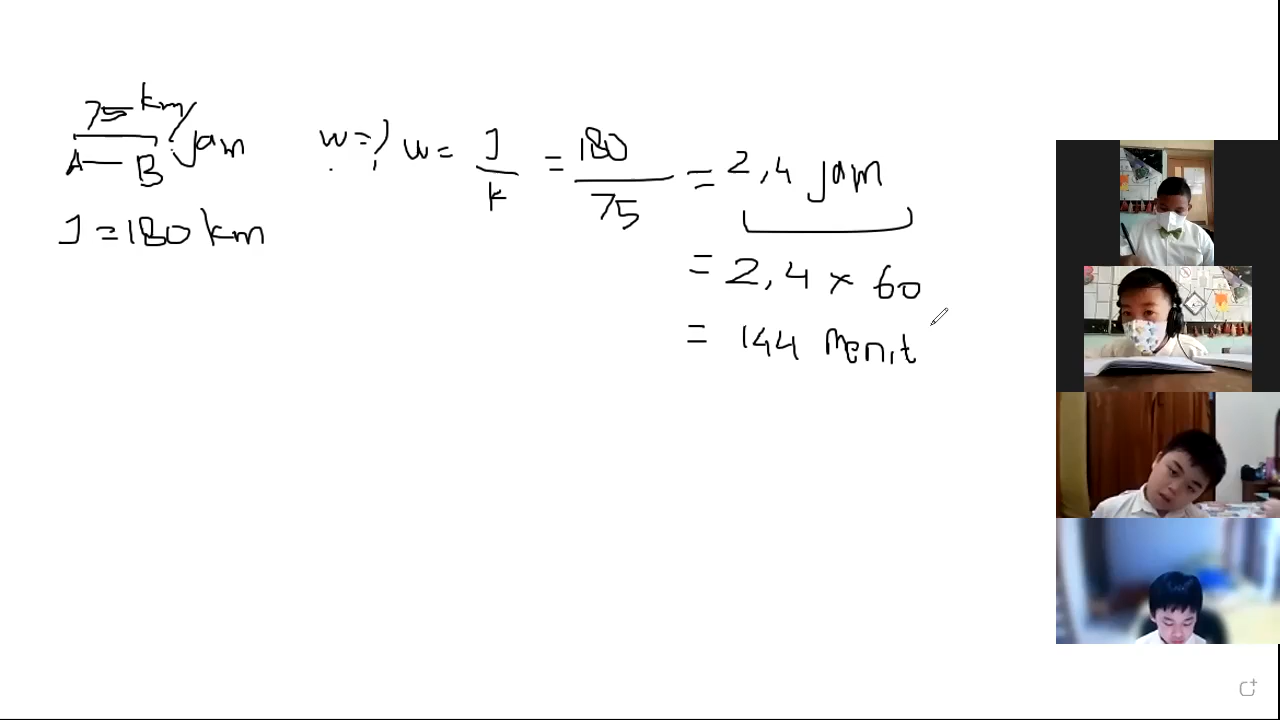 75 km/jam
A — B
J = 180 km
w = ? w = J/k = 180/75 = 2,4 jam
= 2,4 x 60
= 144 menit